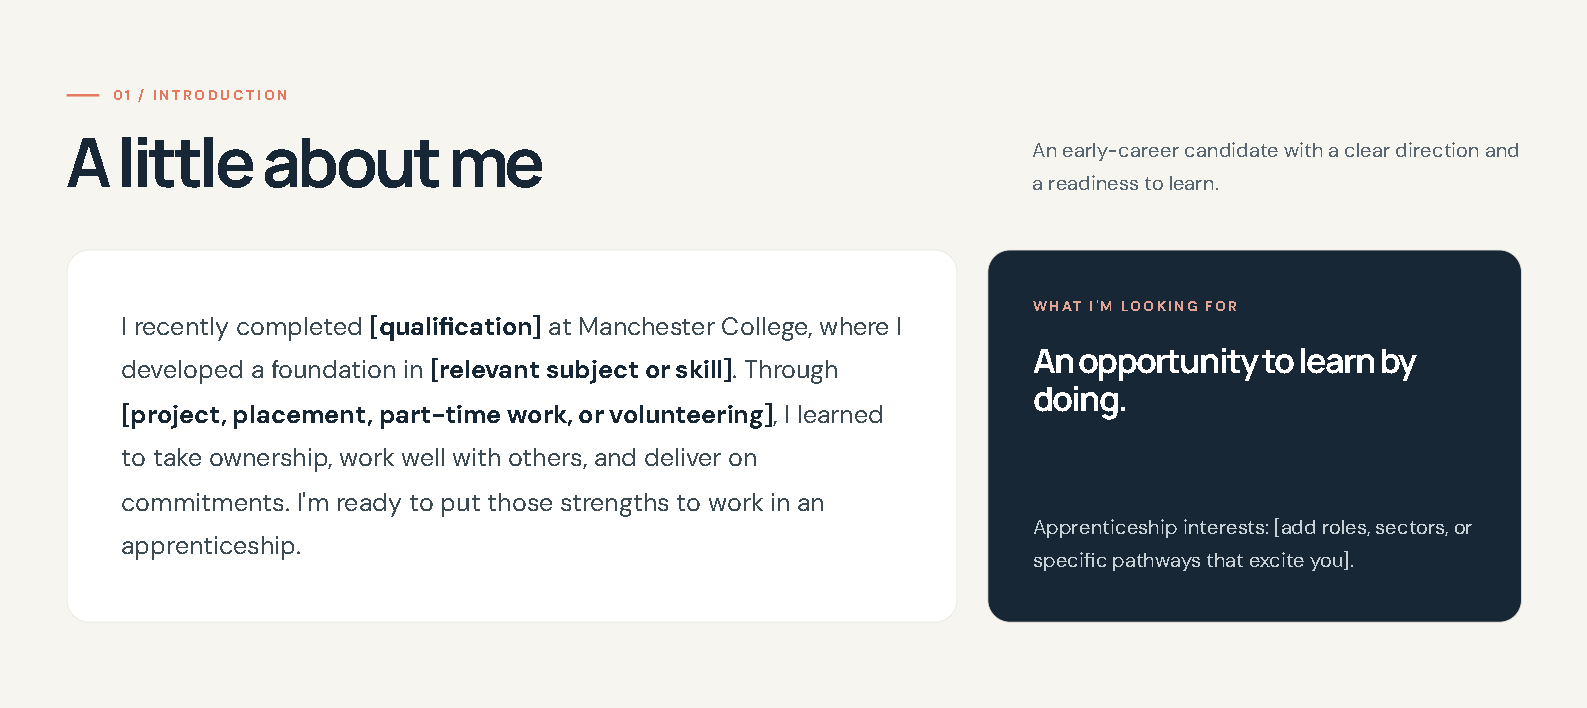 01 / INTRODUCTION
A little about me
An early-career candidate with a clear direction and
a readiness to learn.
I recently completed [qualification] at Manchester College, where I
developed a foundation in [relevant subject or skill]. Through
[project, placement, part-time work, or volunteering], I learned
to take ownership, work well with others, and deliver on
commitments. I'm ready to put those strengths to work in an
apprenticeship.
WHAT I'M LOOKING FOR
An opportunity to learn by
doing.
Apprenticeship interests: [add roles, sectors, or
specific pathways that excite you].